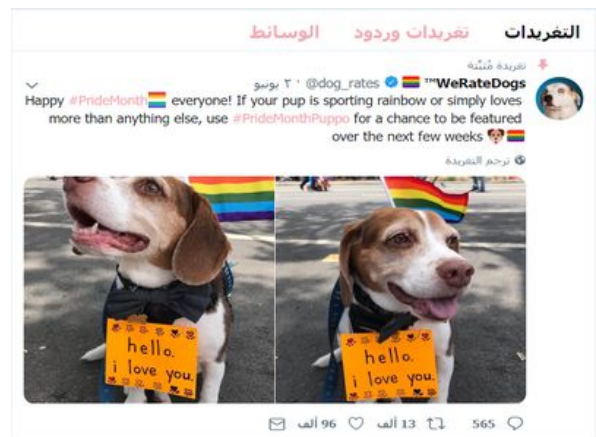 التغريدات تغريدات وردود الوسائط
تغريدة مُثبَّتة
WeRateDogs™ 🏳️‍🌈 @dog_rates · ٣ يونيو
Happy #PrideMonth 🏳️‍🌈 everyone! If your pup is sporting rainbow or simply loves
more than anything else, use #PrideMonthPuppo for a chance to be featured
over the next few weeks 🐶🏳️‍🌈
ترجم التغريدة
hello.
i love you.
hello.
i love you.
565 13 ألف 96 ألف